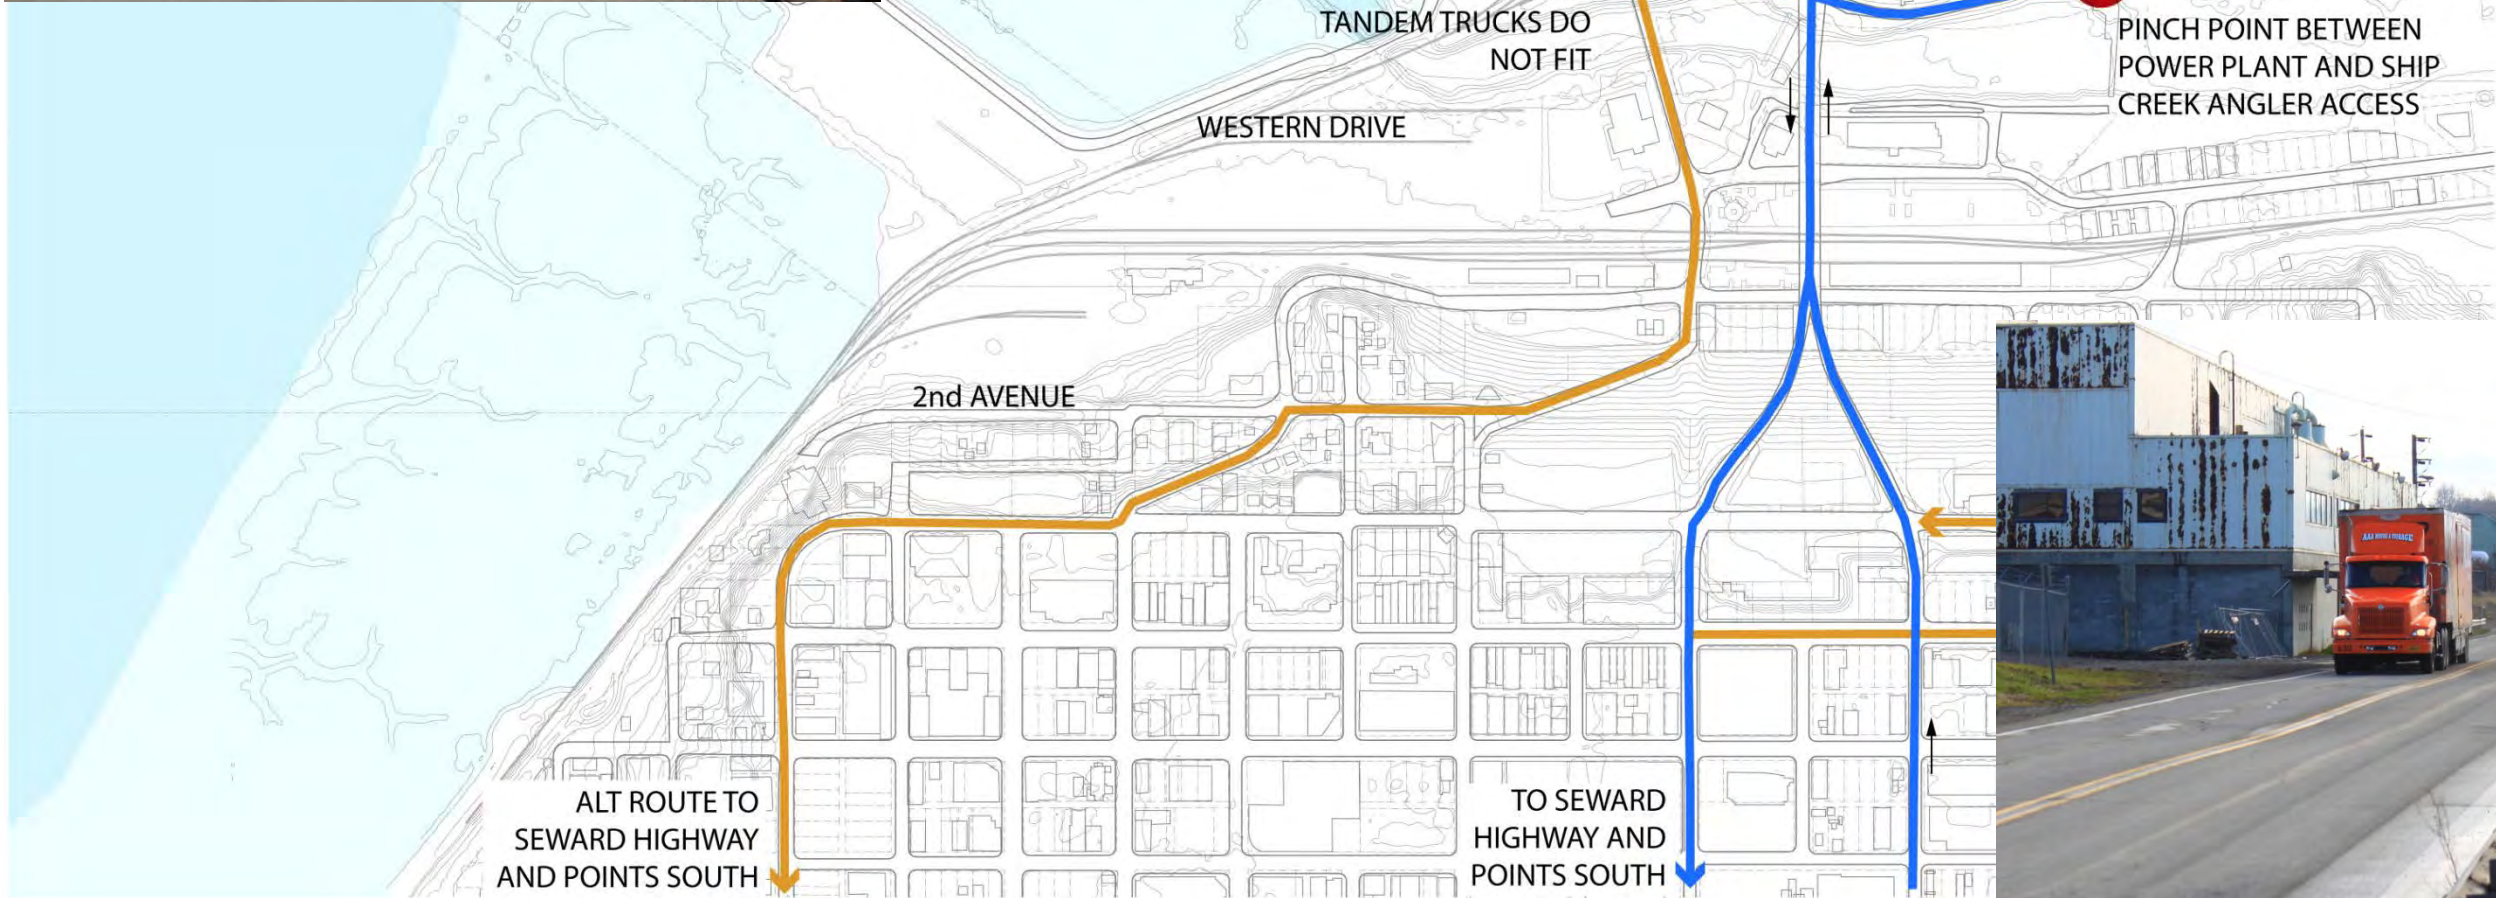 TANDEM TRUCKS DO
NOT FIT
PINCH POINT BETWEEN
POWER PLANT AND SHIP
CREEK ANGLER ACCESS
WESTERN DRIVE
2nd AVENUE
ALT ROUTE TO
SEWARD HIGHWAY
AND POINTS SOUTH
TO SEWARD
HIGHWAY AND
POINTS SOUTH